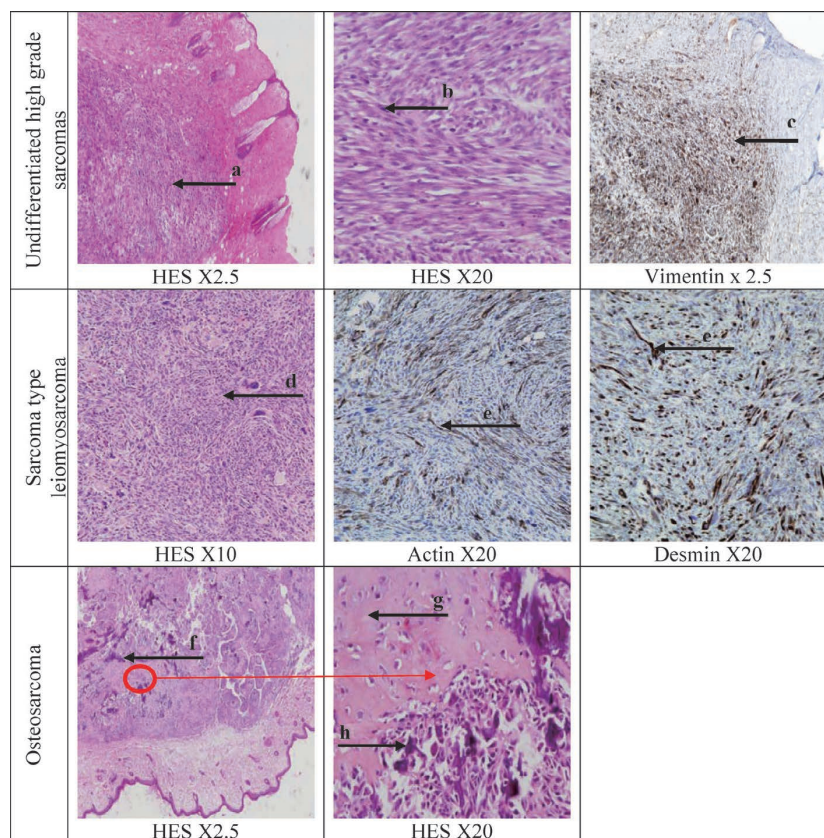 Undifferentiated high grade
sarcomas
a
b
c
HES X2.5
HES X20
Vimentin x 2.5
Sarcoma type
leiomyosarcoma
d
e
e
HES X10
Actin X20
Desmin X20
Osteosarcoma
f
g
h
HES X2.5
HES X20